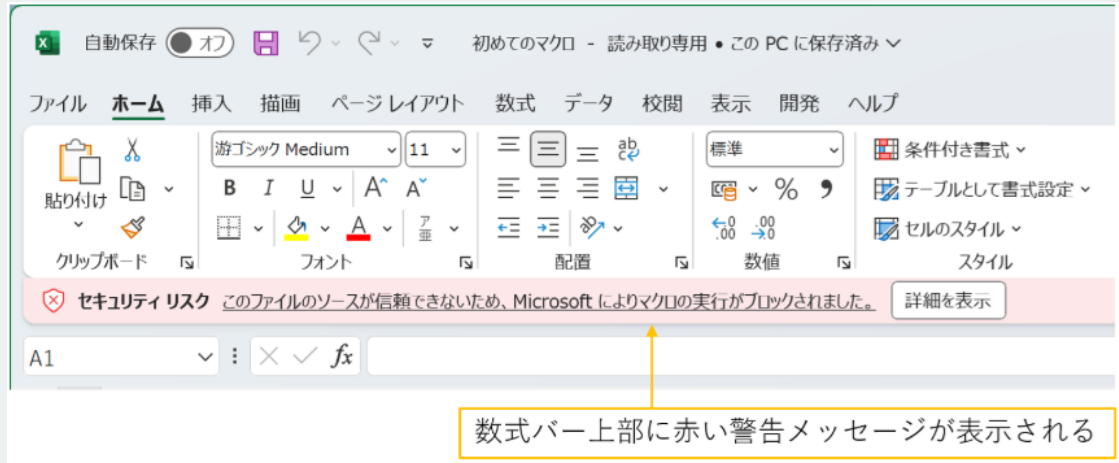 自動保存 オフ 初めてのマクロ - 読み取り専用 • この PC に保存済み
ファイル ホーム 挿入 描画 ページ レイアウト 数式 データ 校閲 表示 開発 ヘルプ
貼り付け
游ゴシック Medium 11
B I U A A
A ア亜
クリップボード フォント
ab
配置
標準
% 9
.00 .0
数値
条件付き書式
テーブルとして書式設定
セルのスタイル
スタイル
セキュリティ リスク このファイルのソースが信頼できないため、Microsoft によりマクロの実行がブロックされました。 詳細を表示
A1 fx
数式バー上部に赤い警告メッセージが表示される